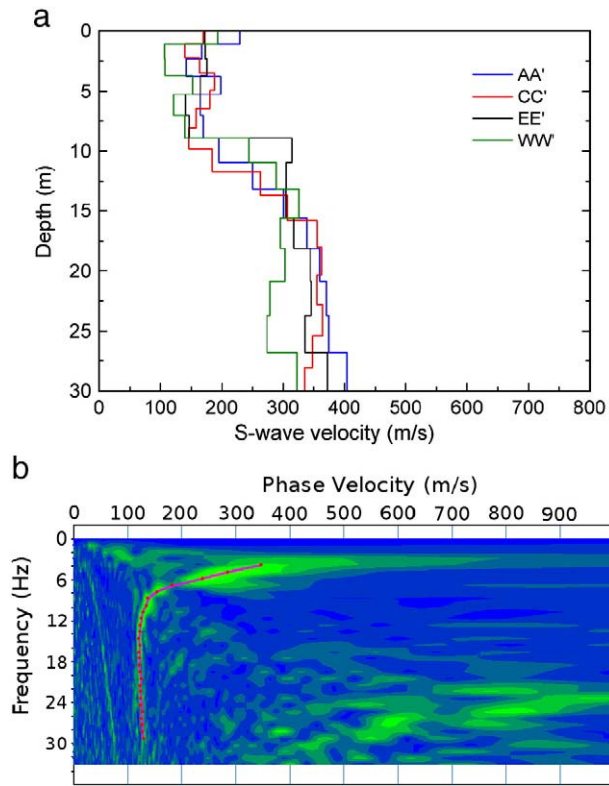 a
0
5
10
15
20
25
30
Depth (m)
AA'
CC'
EE'
WW'
0 100 200 300 400 500 600 700 800
S-wave velocity (m/s)
b
Phase Velocity (m/s)
0 100 200 300 400 500 600 700 800 900
0
6
12
18
24
30
Frequency (Hz)